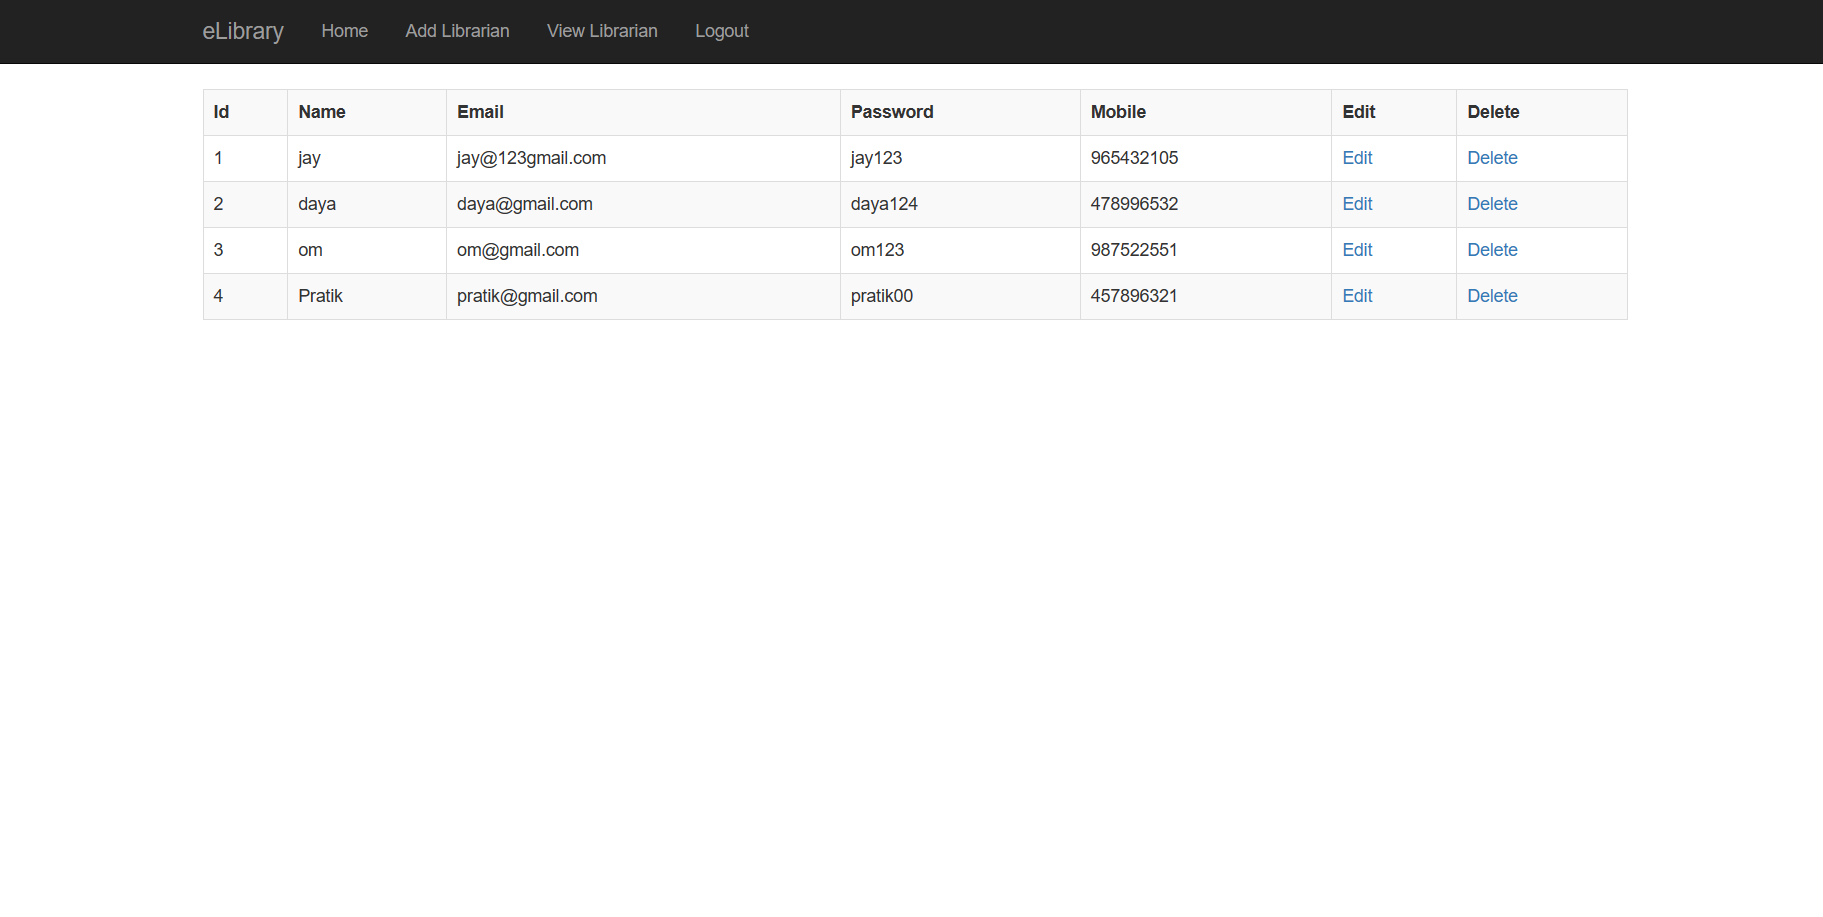 eLibrary Home Add Librarian View Librarian Logout
Id Name Email Password Mobile Edit Delete
1 jay jay@123gmail.com jay123 965432105 Edit Delete
2 daya daya@gmail.com daya124 478996532 Edit Delete
3 om om@gmail.com om123 987522551 Edit Delete
4 Pratik pratik@gmail.com pratik00 457896321 Edit Delete